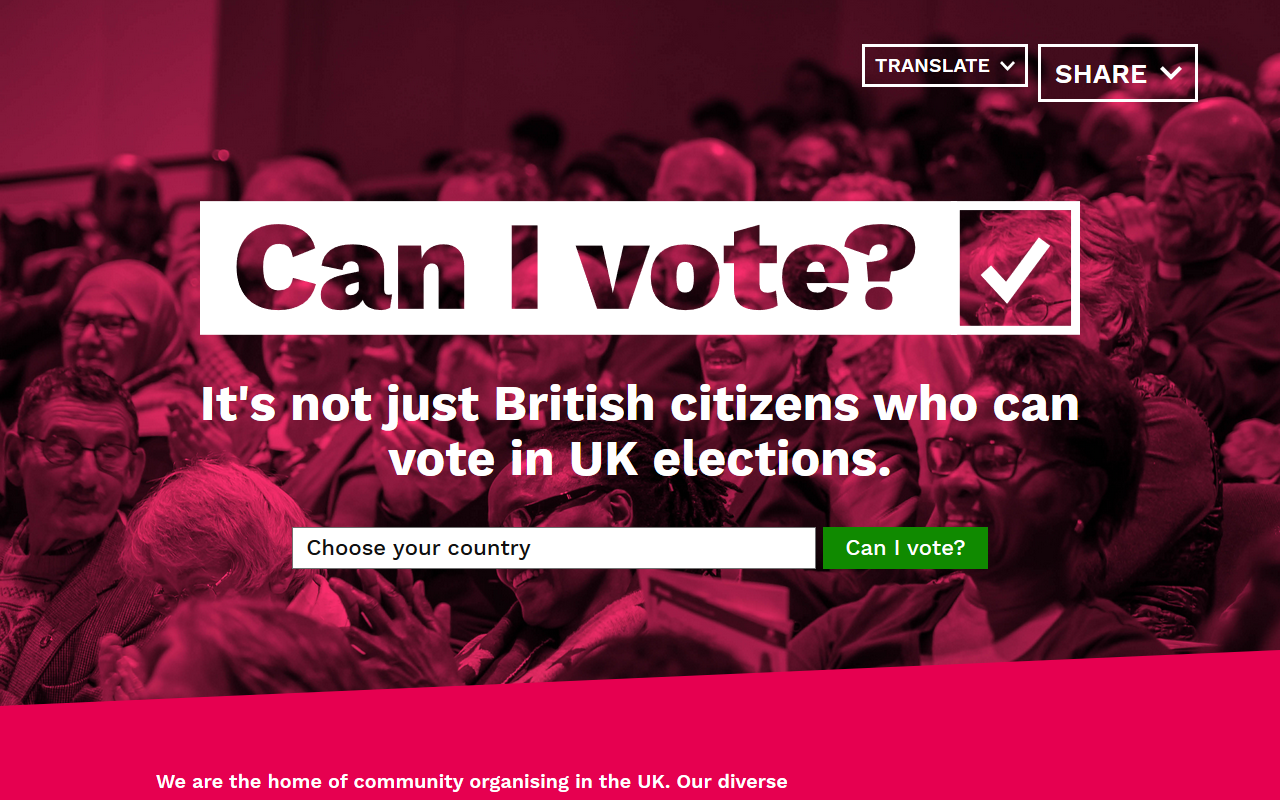 TRANSLATE
SHARE
Can I vote?
It's not just British citizens who can
vote in UK elections.
Choose your country
Can I vote?
We are the home of community organising in the UK. Our diverse